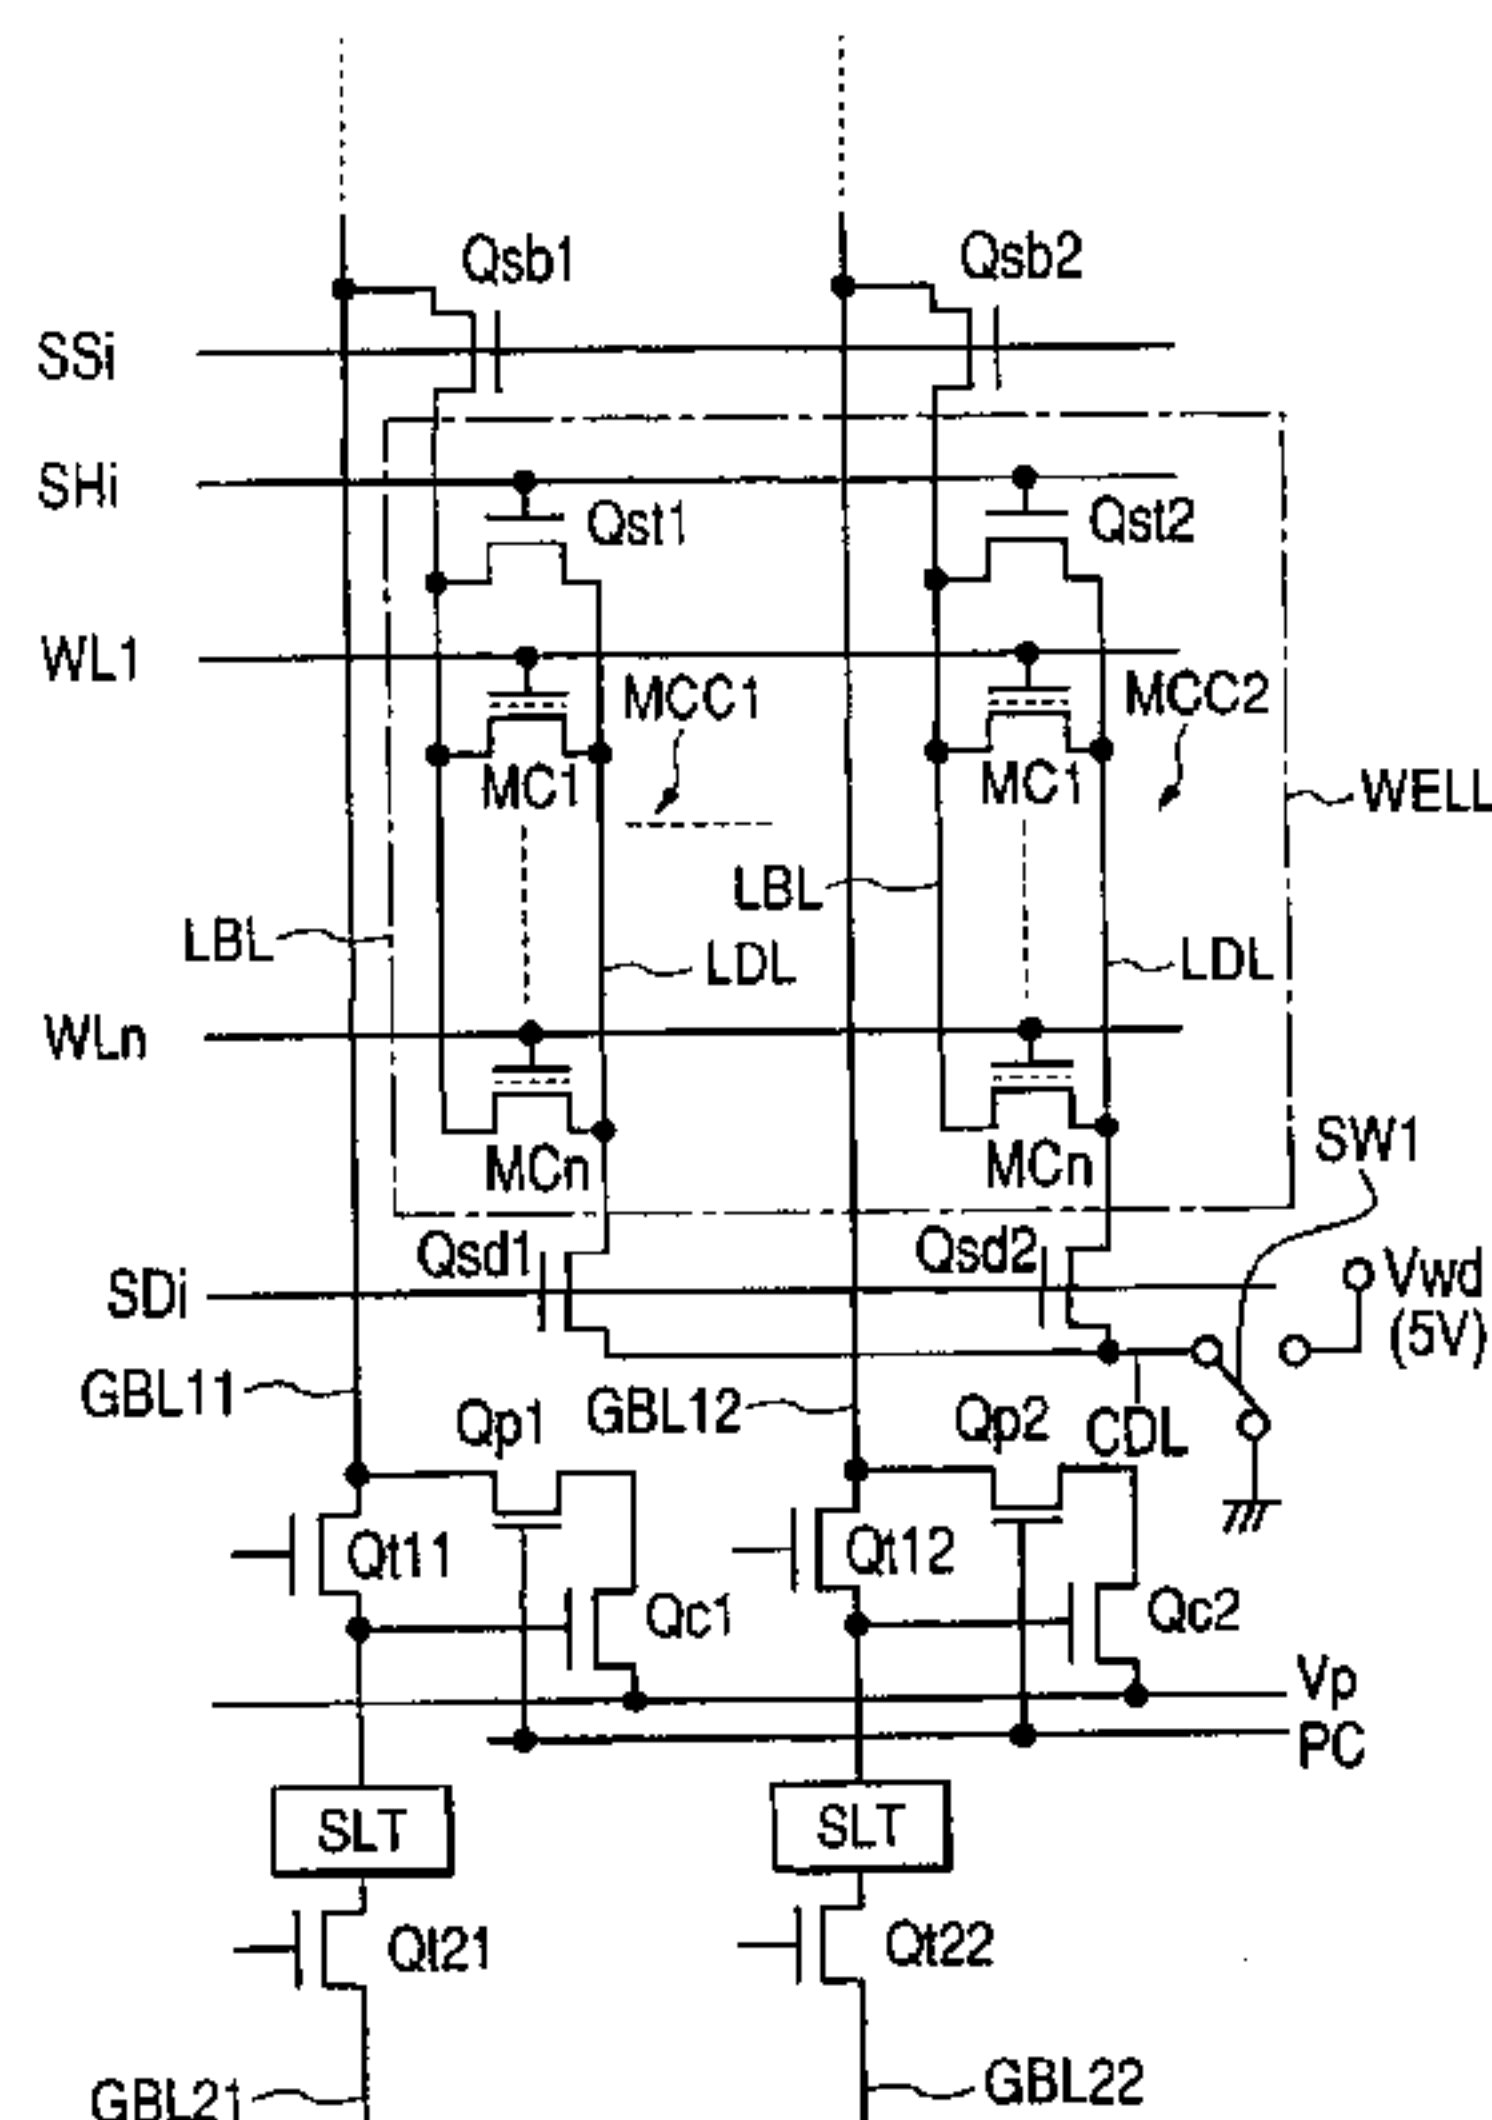 Qsb1 Qsb2
SSi
SHi
Qst1 Qst2
WL1
MCC1 MCC2
MC1 MC1
WELL
LBL
LBL LDL LDL
WLn
SW1
MCn MCn
Qsd1 Qsd2
SDi
Vwd
(5V)
GBL11 Qp1 GBL12 Qp2 CDL
Qt11 Qt12
Qc1 Qc2
Vp
PC
SLT SLT
Qt21 Qt22
GBL21 GBL22